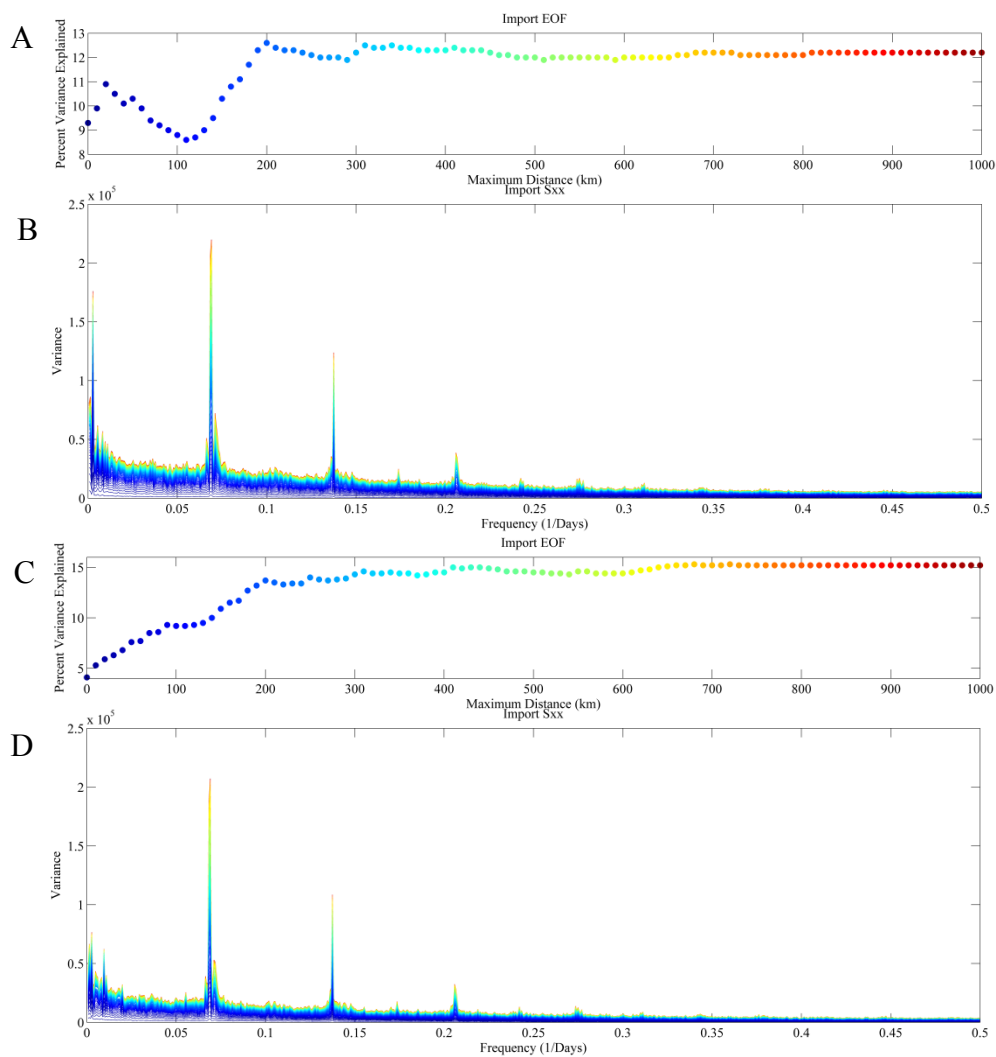 A
Import EOF
Percent Variance Explained
13
12
11
10
9
8
0 100 200 300 400 500 600 700 800 900 1000
Maximum Distance (km)
B
Import Sxx
x 10^5
Variance
2.5
2
1.5
1
0.5
0
0 0.05 0.1 0.15 0.2 0.25 0.3 0.35 0.4 0.45 0.5
Frequency (1/Days)
C
Import EOF
Percent Variance Explained
15
10
5
0 100 200 300 400 500 600 700 800 900 1000
Maximum Distance (km)
D
Import Sxx
x 10^5
Variance
2.5
2
1.5
1
0.5
0
0 0.05 0.1 0.15 0.2 0.25 0.3 0.35 0.4 0.45 0.5
Frequency (1/Days)